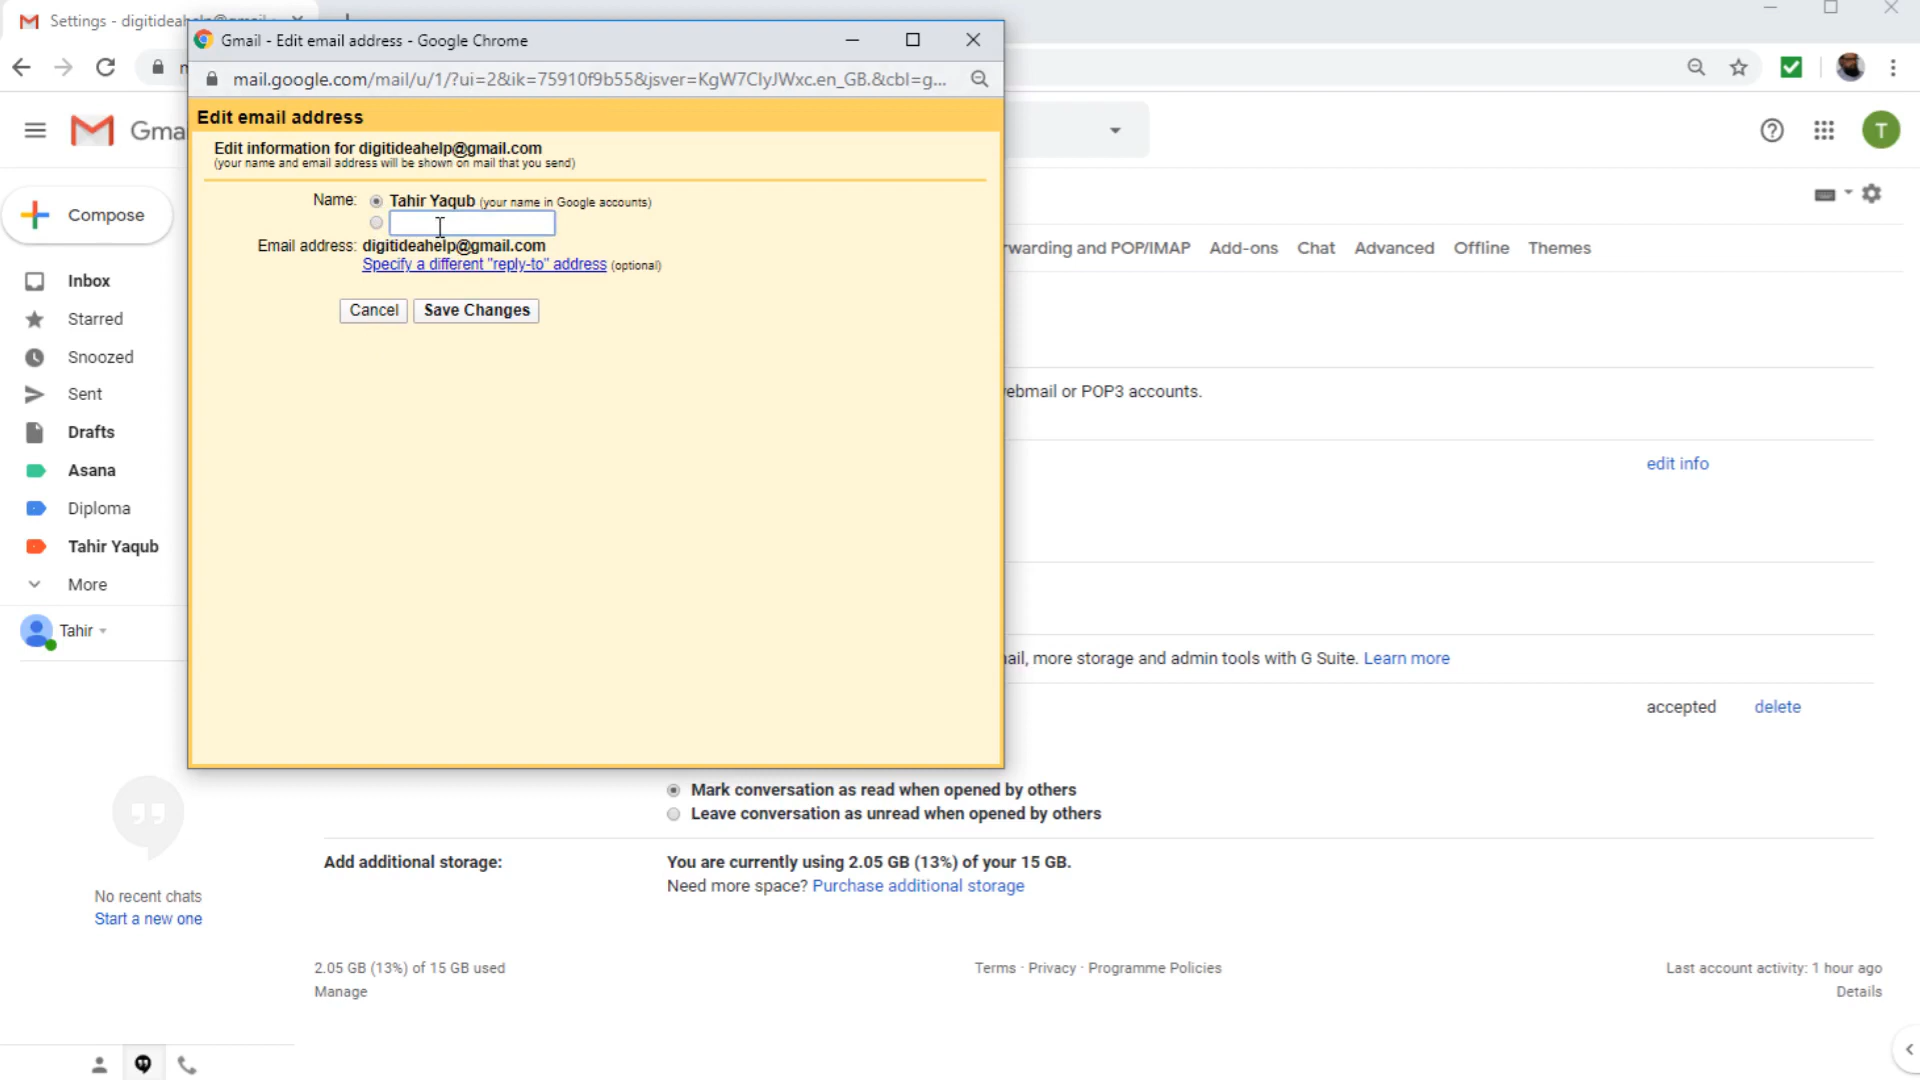 Settings - digitideahelp@gmail.c
Gmail - Edit email address - Google Chrome
mail.google.com/mail/u/1/?ui=2&ik=75910f9b55&jsver=KgW7CIyJWxc.en_GB.&cbl=g...
Edit email address
Gma
T
Edit information for digitideahelp@gmail.com
(your name and email address will be shown on mail that you send)
Name: Tahir Yaqub (your name in Google accounts)
Compose
Email address: digitideahelp@gmail.com
rwarding and POP/IMAP Add-ons Chat Advanced Offline Themes
Specify a different "reply-to" address (optional)
Inbox
Cancel Save Changes
Starred
Snoozed
Sent
ebmail or POP3 accounts.
Drafts
edit info
Asana
Diploma
Tahir Yaqub
More
Tahir
ail, more storage and admin tools with G Suite. Learn more
accepted delete
Mark conversation as read when opened by others
Leave conversation as unread when opened by others
Add additional storage: You are currently using 2.05 GB (13%) of your 15 GB.
Need more space? Purchase additional storage
No recent chats
Start a new one
2.05 GB (13%) of 15 GB used
Terms · Privacy · Programme Policies
Last account activity: 1 hour ago
Manage
Details